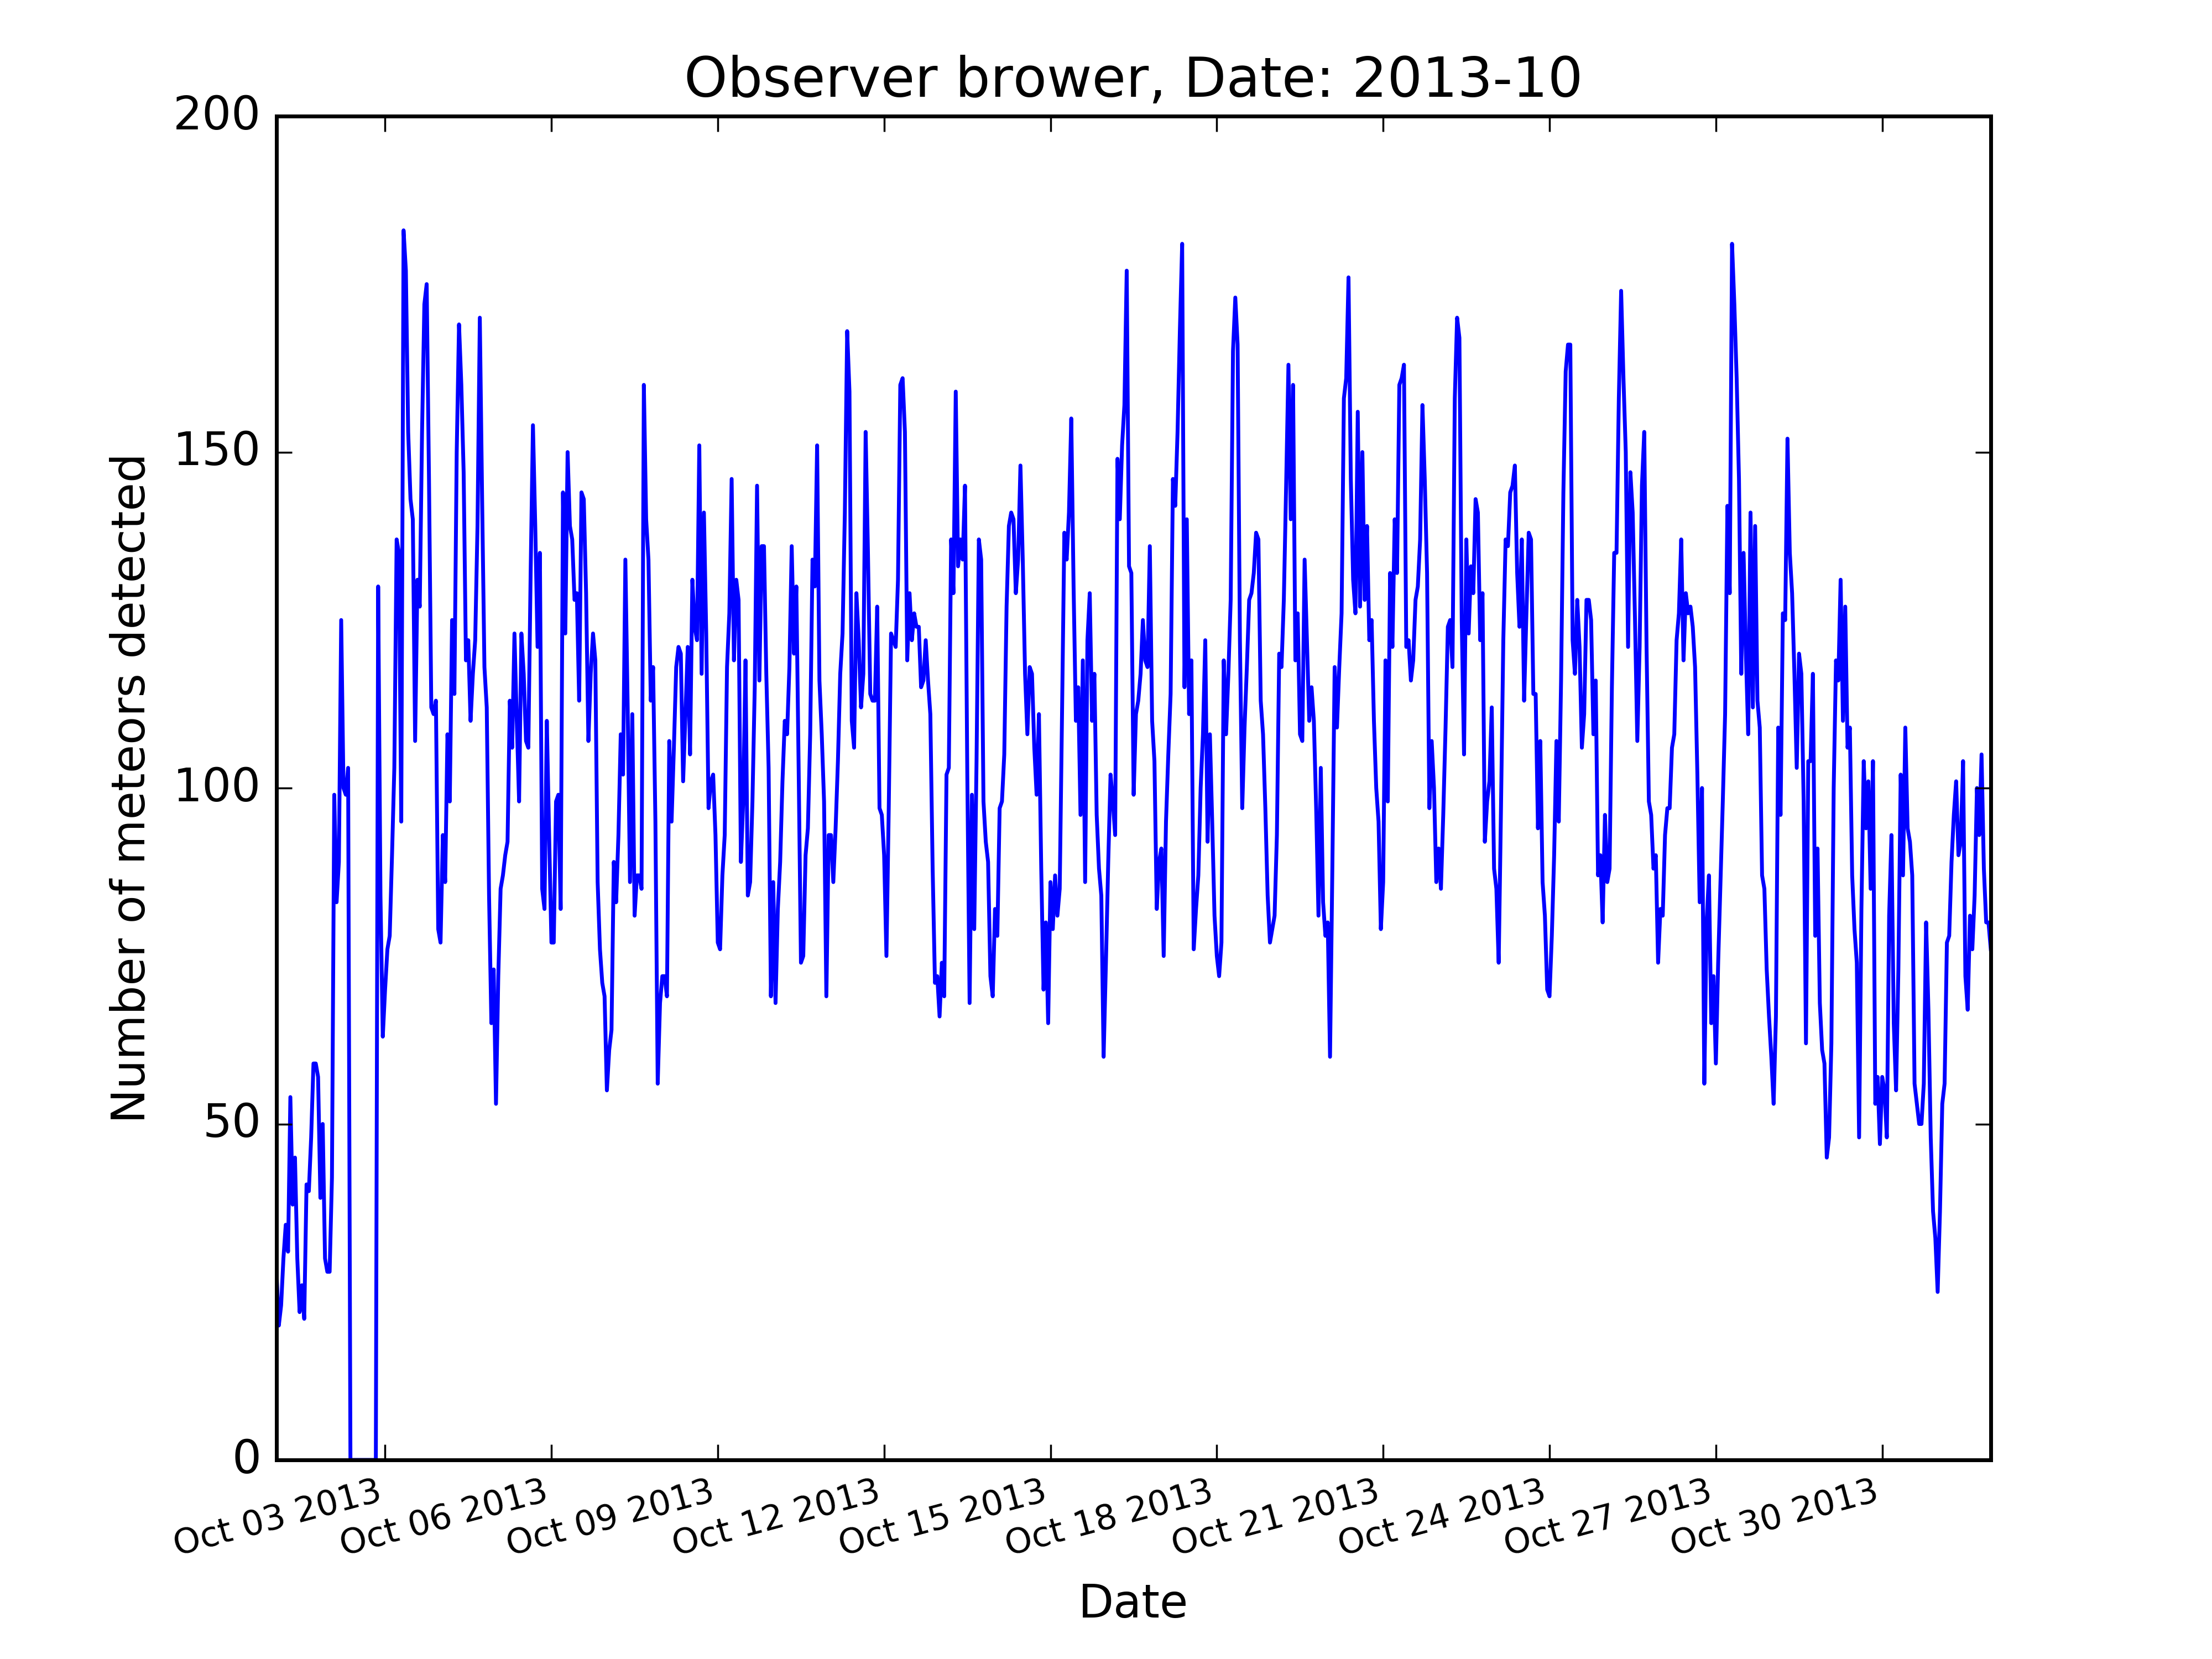 Observer brower, Date: 2013-10
200
150
100
50
0
Number of meteors detected
Oct 03 2013
Oct 06 2013
Oct 09 2013
Oct 12 2013
Oct 15 2013
Oct 18 2013
Oct 21 2013
Oct 24 2013
Oct 27 2013
Oct 30 2013
Date